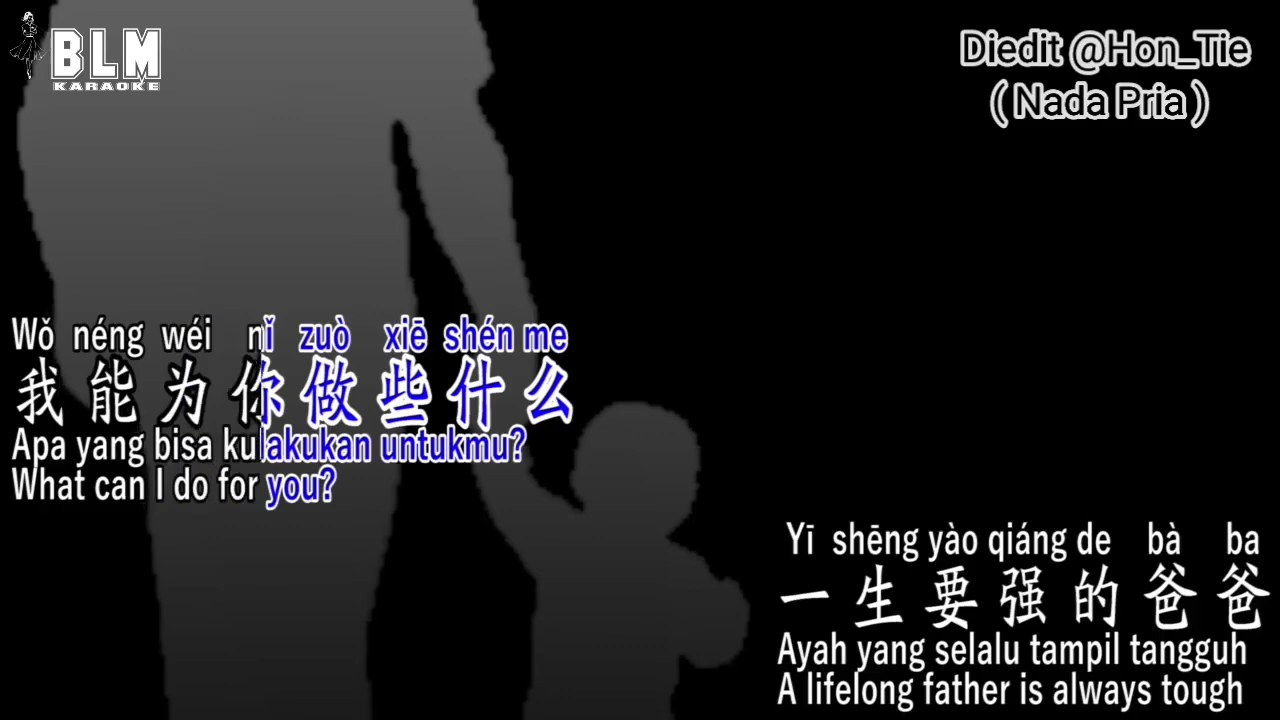 BLM
KARAOKE
Diedit @Hon_Tie
( Nada Pria )
Wǒ néng wéi nǐ zuò xiē shén me
我能为你做些什么
Apa yang bisa kulakukan untukmu?
What can I do for you?
Yī shēng yào qiáng de bà ba
一生要强的爸爸
Ayah yang selalu tampil tangguh
A lifelong father is always tough